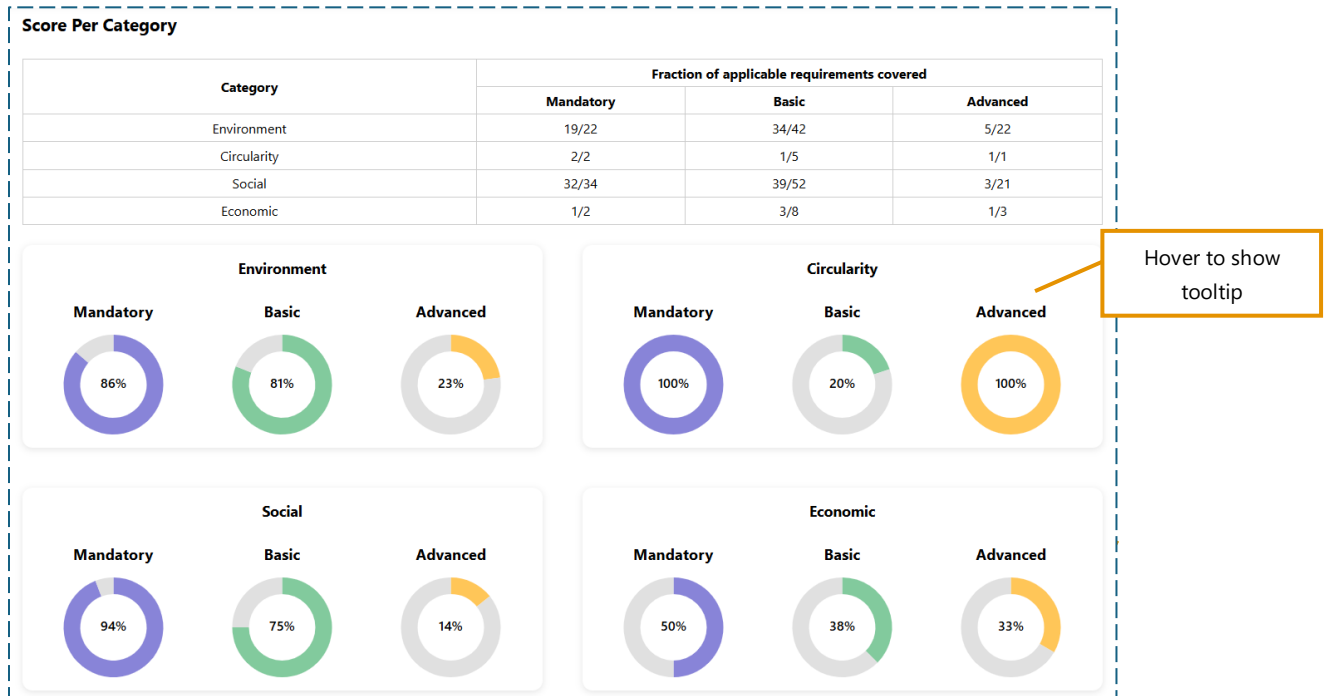 Score Per Category
Category
Fraction of applicable requirements covered
Mandatory Basic Advanced
Environment 19/22 34/42 5/22
Circularity 2/2 1/5 1/1
Social 32/34 39/52 3/21
Economic 1/2 3/8 1/3
Environment
Mandatory Basic Advanced
86% 81% 23%
Circularity
Mandatory Basic Advanced
100% 20% 100%
Hover to show
tooltip
Social
Mandatory Basic Advanced
94% 75% 14%
Economic
Mandatory Basic Advanced
50% 38% 33%